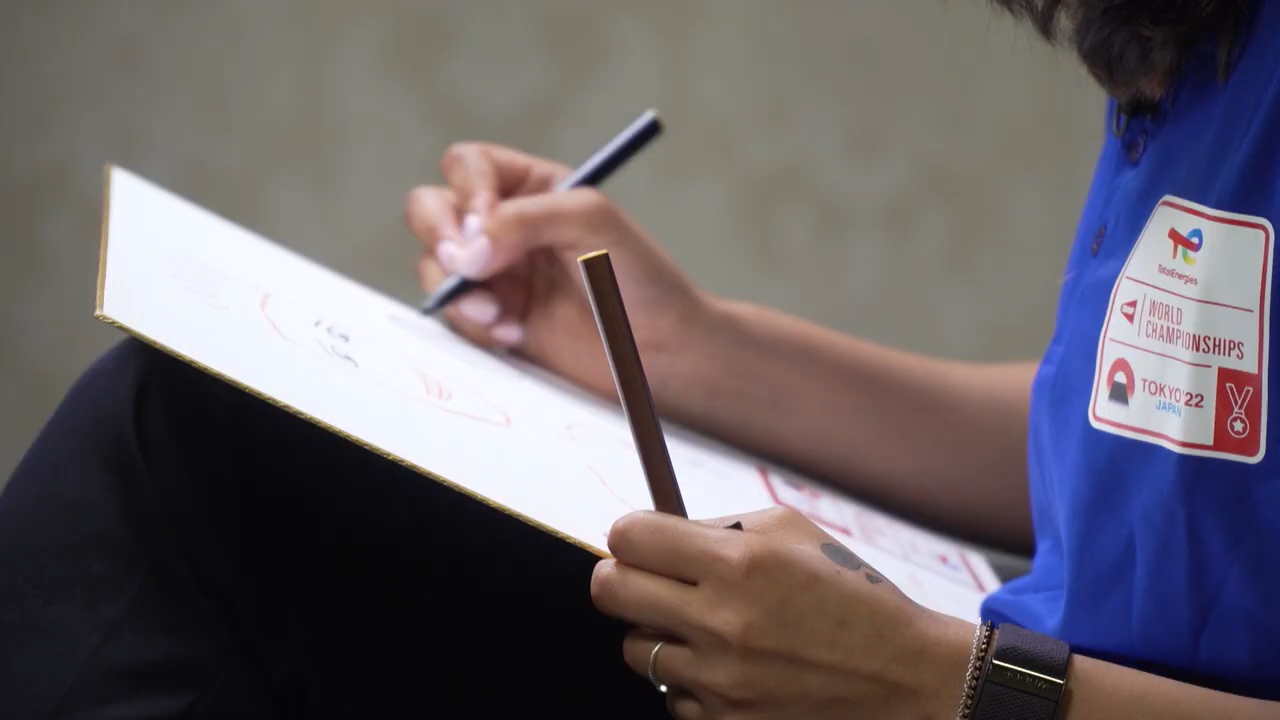 TotalEnergies
WORLD
CHAMPIONSHIPS
TOKYO'22
JAPAN